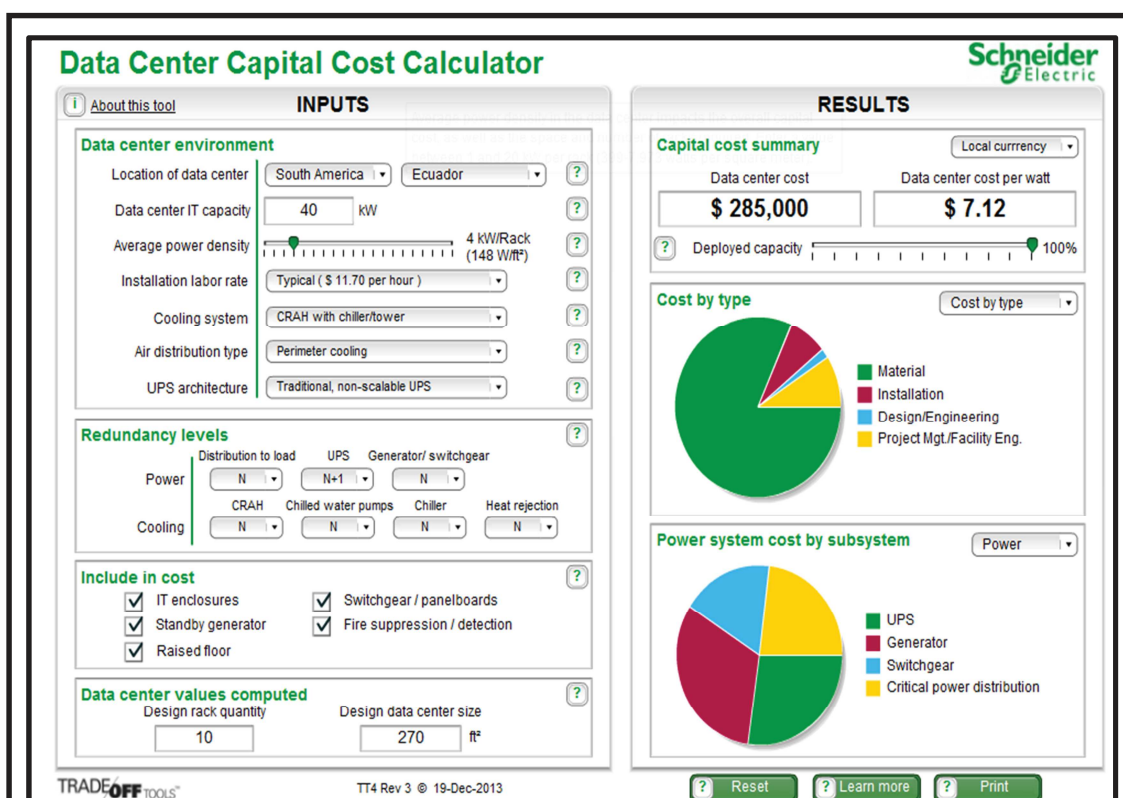 Data Center Capital Cost Calculator
Schneider
Electric
i About this tool
INPUTS
Data center environment
Location of data center South America Ecuador ?
Data center IT capacity 40 kW ?
Average power density 4 kW/Rack ?
(148 W/ft²)
Installation labor rate Typical ( $ 11.70 per hour ) ?
Cooling system CRAH with chiller/tower ?
Air distribution type Perimeter cooling ?
UPS architecture Traditional, non-scalable UPS ?
Redundancy levels ?
Distribution to load UPS Generator/ switchgear
Power N N+1 N
CRAH Chilled water pumps Chiller Heat rejection
Cooling N N N N
Include in cost ?
IT enclosures Switchgear / panelboards
Standby generator Fire suppression / detection
Raised floor
Data center values computed ?
Design rack quantity Design data center size
10 270 ft²
RESULTS
Capital cost summary Local currrency
Data center cost Data center cost per watt
$ 285,000 $ 7.12
? Deployed capacity 100%
Cost by type Cost by type
Material
Installation
Design/Engineering
Project Mgt./Facility Eng.
Power system cost by subsystem Power
UPS
Generator
Switchgear
Critical power distribution
TRADE OFF TOOLS™
TT4 Rev 3 © 19-Dec-2013
? Reset ? Learn more ? Print